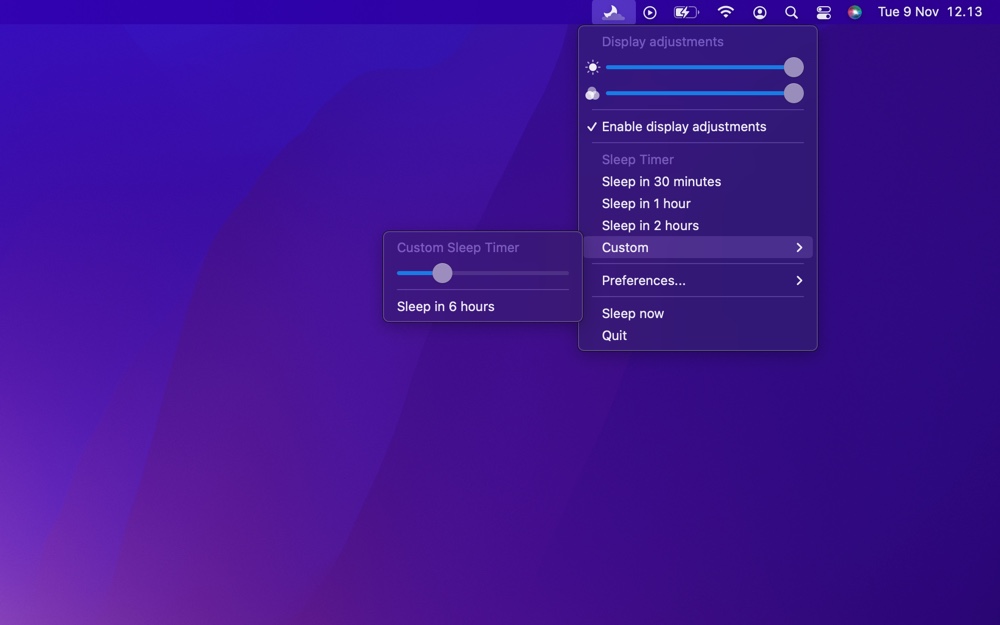 Tue 9 Nov 12.13
Display adjustments
✓ Enable display adjustments
Sleep Timer
Sleep in 30 minutes
Sleep in 1 hour
Sleep in 2 hours
Custom
Custom Sleep Timer
Sleep in 6 hours
Preferences...
Sleep now
Quit